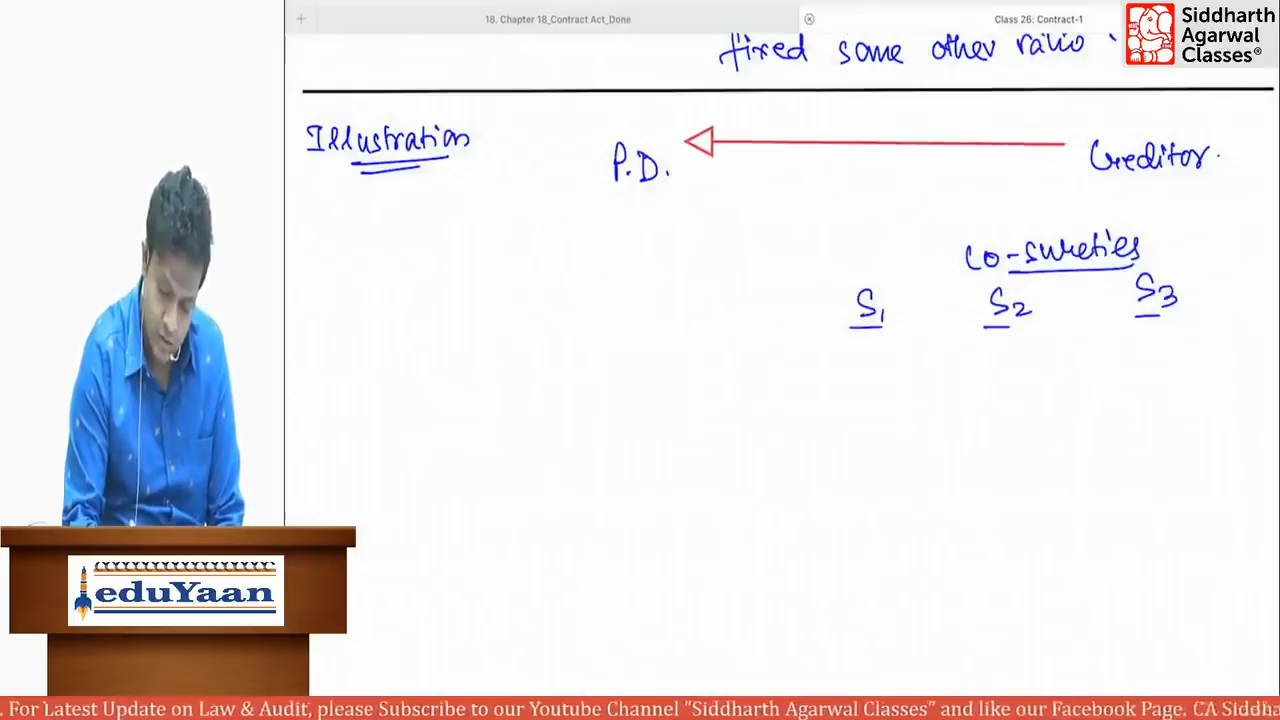 18. Chapter 18_Contract Act_Done
Class 26: Contract-1
Siddharth
Agarwal
Classes®
fixed some other ratio
Illustration
P.D.
Creditor.
co-sureties
S1 S2 S3
eduYaan
. For Latest Update on Law & Audit, please Subscribe to our Youtube Channel "Siddharth Agarwal Classes" and like our Facebook Page. CA Siddha